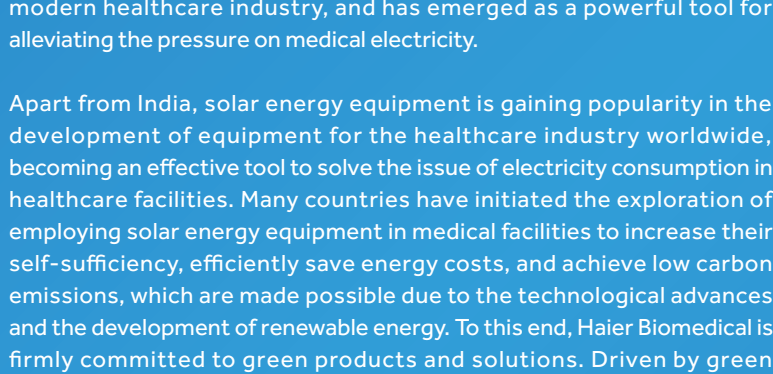 modern healthcare industry, and has emerged as a powerful tool for
alleviating the pressure on medical electricity.
Apart from India, solar energy equipment is gaining popularity in the
development of equipment for the healthcare industry worldwide,
becoming an effective tool to solve the issue of electricity consumption in
healthcare facilities. Many countries have initiated the exploration of
employing solar energy equipment in medical facilities to increase their
self-sufficiency, efficiently save energy costs, and achieve low carbon
emissions, which are made possible due to the technological advances
and the development of renewable energy. To this end, Haier Biomedical is
firmly committed to green products and solutions. Driven by green